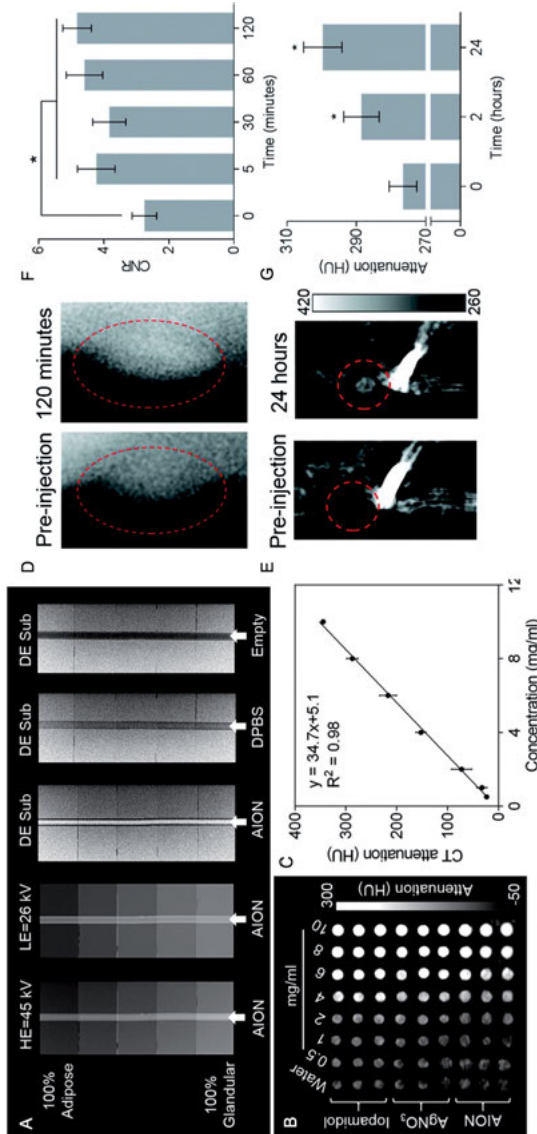 A
HE=45 kV
LE=26 kV
DE Sub
DE Sub
DE Sub
100%
Adipose
100%
Glandular
AION
AION
AION
DPBS
Empty
B
mg/ml
Water
0.5
1
2
4
6
8
10
Iopamidol
AgNO3
AION
300
Attenuation (HU)
-50
C
CT attenuation (HU)
400
300
200
100
0
y = 34.7x+5.1
R² = 0.98
0
4
8
12
Concentration (mg/ml)
D
Pre-injection
120 minutes
E
Pre-injection
24 hours
420
260
F
CNR
6
4
2
0
*
0
5
30
60
120
Time (minutes)
G
Attenuation (HU)
310
290
270
0
*
*
0
2
24
Time (hours)